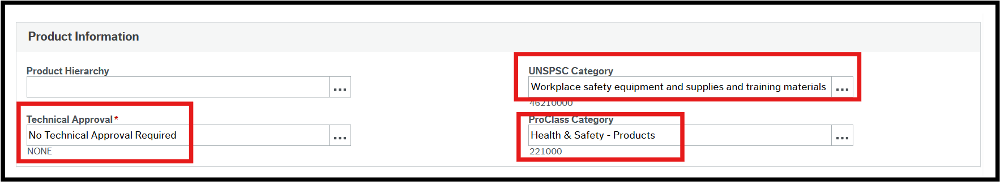 Product Information
Product Hierarchy
...
Technical Approval*
No Technical Approval Required ...
NONE
UNSPSC Category
Workplace safety equipment and supplies and training materials ...
46210000
ProClass Category
Health & Safety - Products ...
221000